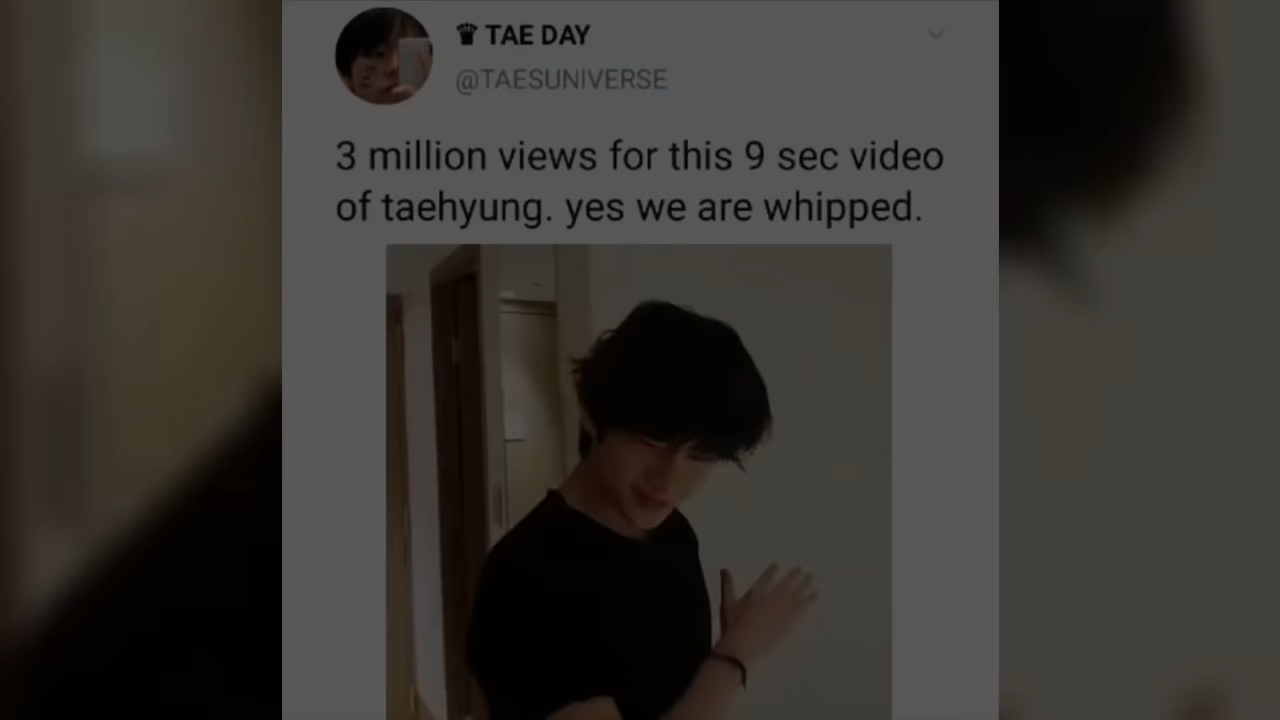 ♛ TAE DAY
@TAESUNIVERSE
3 million views for this 9 sec video
of taehyung. yes we are whipped.